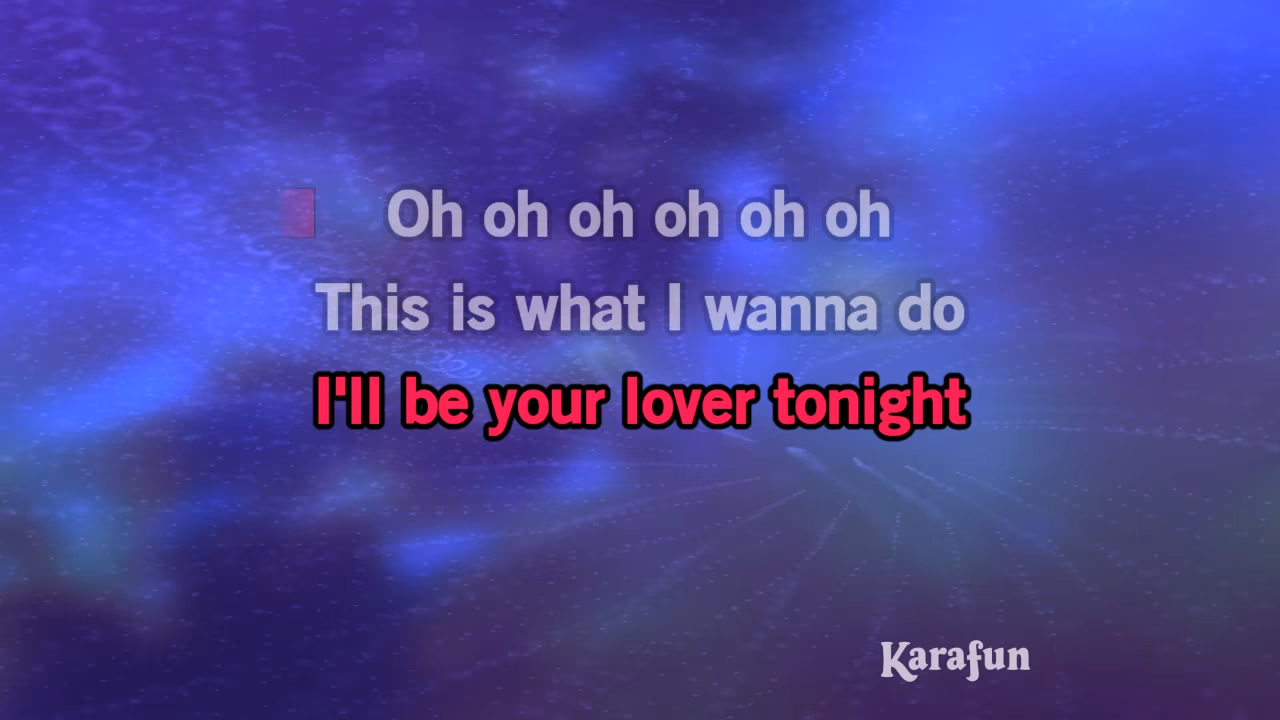 Oh oh oh oh oh oh
This is what I wanna do
I'll be your lover tonight
Karafun